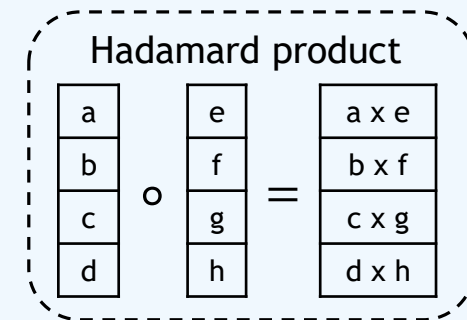 Hadamard product
a e a x e
b f b x f
∘ =
c g c x g
d h d x h